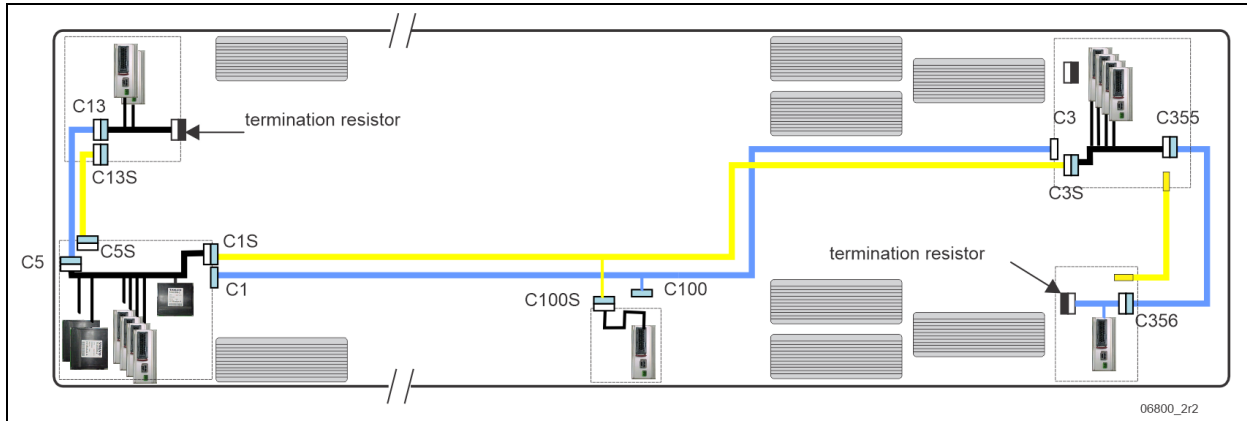 C13
termination resistor
C13S
C5
C5S
C1S
C1
C100S
C100
C3
C355
C3S
termination resistor
C356
06800_2r2